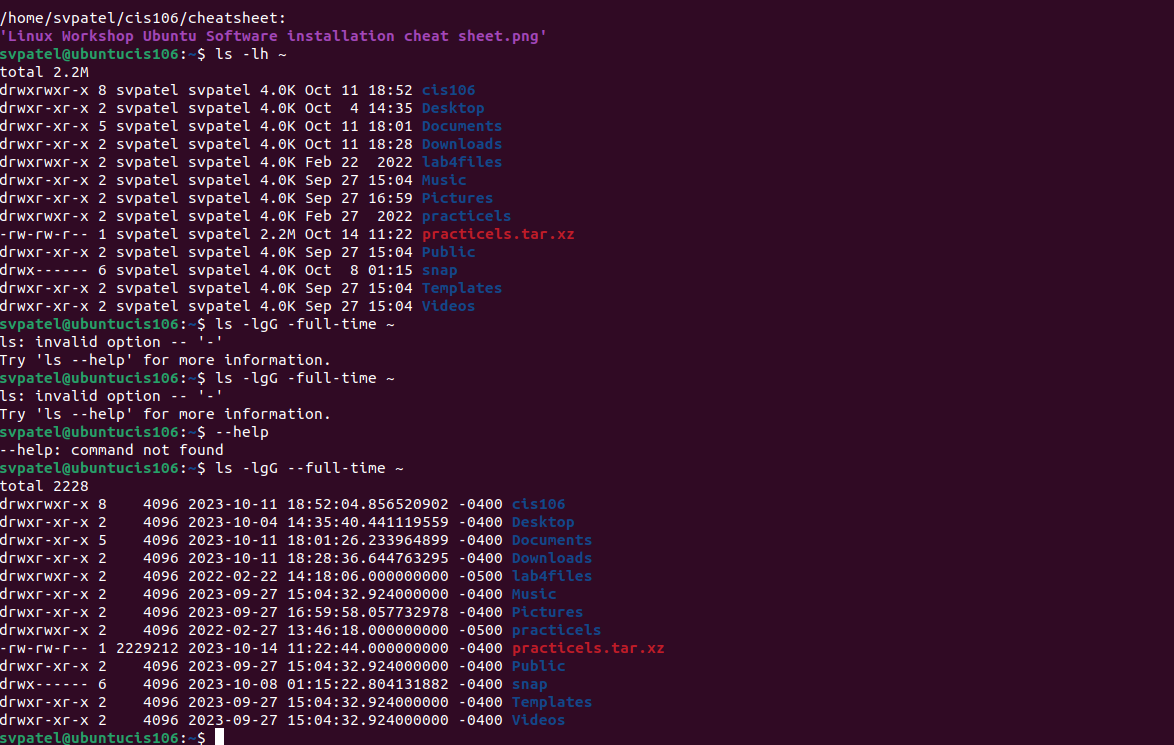 /home/svpatel/cis106/cheatsheet:
'Linux Workshop Ubuntu Software installation cheat sheet.png'
svpatel@ubuntucis106:~$ ls -lh ~
total 2.2M
drwxrwxr-x 8 svpatel svpatel 4.0K Oct 11 18:52 cis106
drwxr-xr-x 2 svpatel svpatel 4.0K Oct  4 14:35 Desktop
drwxr-xr-x 5 svpatel svpatel 4.0K Oct 11 18:01 Documents
drwxr-xr-x 2 svpatel svpatel 4.0K Oct 11 18:28 Downloads
drwxrwxr-x 2 svpatel svpatel 4.0K Feb 22  2022 lab4files
drwxr-xr-x 2 svpatel svpatel 4.0K Sep 27 15:04 Music
drwxr-xr-x 2 svpatel svpatel 4.0K Sep 27 16:59 Pictures
drwxrwxr-x 2 svpatel svpatel 4.0K Feb 27  2022 practicels
-rw-rw-r-- 1 svpatel svpatel 2.2M Oct 14 11:22 practicels.tar.xz
drwxr-xr-x 2 svpatel svpatel 4.0K Sep 27 15:04 Public
drwx------ 6 svpatel svpatel 4.0K Oct  8 01:15 snap
drwxr-xr-x 2 svpatel svpatel 4.0K Sep 27 15:04 Templates
drwxr-xr-x 2 svpatel svpatel 4.0K Sep 27 15:04 Videos
svpatel@ubuntucis106:~$ ls -lgG -full-time ~
ls: invalid option -- '-'
Try 'ls --help' for more information.
svpatel@ubuntucis106:~$ ls -lgG -full-time ~
ls: invalid option -- '-'
Try 'ls --help' for more information.
svpatel@ubuntucis106:~$ --help
--help: command not found
svpatel@ubuntucis106:~$ ls -lgG --full-time ~
total 2228
drwxrwxr-x 8    4096 2023-10-11 18:52:04.856520902 -0400 cis106
drwxr-xr-x 2    4096 2023-10-04 14:35:40.441119559 -0400 Desktop
drwxr-xr-x 5    4096 2023-10-11 18:01:26.233964899 -0400 Documents
drwxr-xr-x 2    4096 2023-10-11 18:28:36.644763295 -0400 Downloads
drwxrwxr-x 2    4096 2022-02-22 14:18:06.000000000 -0500 lab4files
drwxr-xr-x 2    4096 2023-09-27 15:04:32.924000000 -0400 Music
drwxr-xr-x 2    4096 2023-09-27 16:59:58.057732978 -0400 Pictures
drwxrwxr-x 2    4096 2022-02-27 13:46:18.000000000 -0500 practicels
-rw-rw-r-- 1 2229212 2023-10-14 11:22:44.000000000 -0400 practicels.tar.xz
drwxr-xr-x 2    4096 2023-09-27 15:04:32.924000000 -0400 Public
drwx------ 6    4096 2023-10-08 01:15:22.804131882 -0400 snap
drwxr-xr-x 2    4096 2023-09-27 15:04:32.924000000 -0400 Templates
drwxr-xr-x 2    4096 2023-09-27 15:04:32.924000000 -0400 Videos
svpatel@ubuntucis106:~$